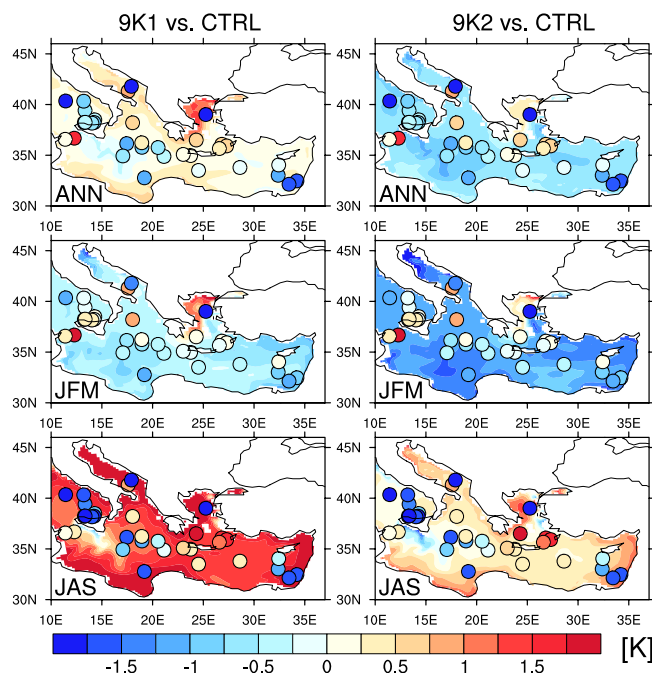 9K1 vs. CTRL 9K2 vs. CTRL
45N 45N
40N 40N
35N 35N
ANN ANN
30N 30N
10E 15E 20E 25E 30E 35E 10E 15E 20E 25E 30E 35E
45N 45N
40N 40N
35N 35N
JFM JFM
30N 30N
10E 15E 20E 25E 30E 35E 10E 15E 20E 25E 30E 35E
45N 45N
40N 40N
35N 35N
JAS JAS
30N 30N
10E 15E 20E 25E 30E 35E 10E 15E 20E 25E 30E 35E
[K]
-1.5 -1 -0.5 0 0.5 1 1.5